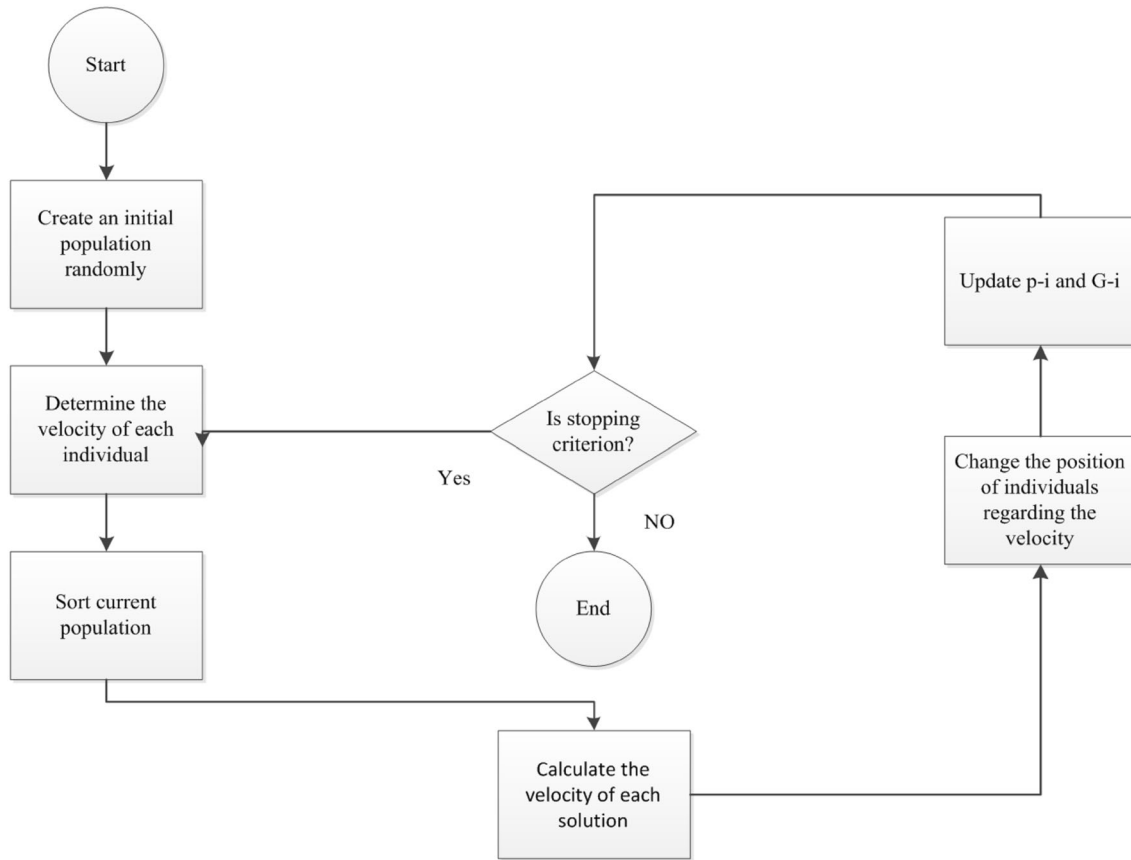 Start
Create an initial
population
randomly
Determine the
velocity of each
individual
Sort current
population
Calculate the
velocity of each
solution
Change the position
of individuals
regarding the
velocity
Update p-i and G-i
Is stopping
criterion?
Yes
NO
End